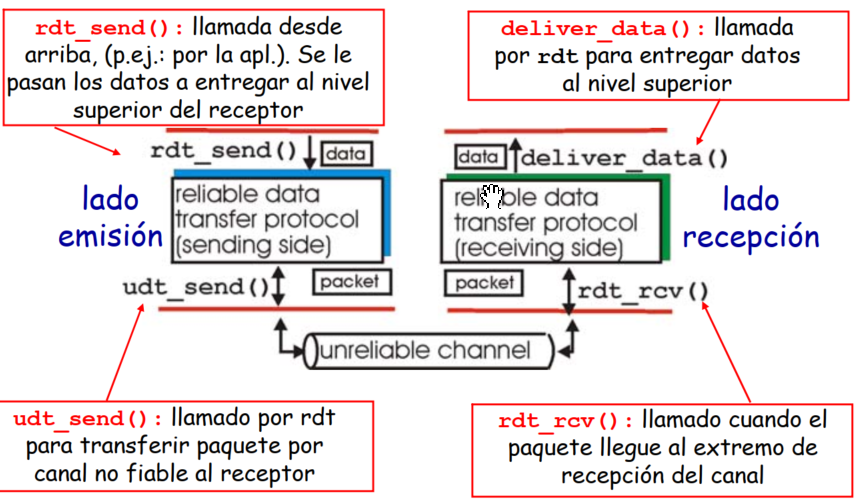 rdt_send(): llamada desde
arriba, (p.ej.: por la apl.). Se le
pasan los datos a entregar al nivel
superior del receptor
deliver_data(): llamada
por rdt para entregar datos
al nivel superior
rdt_send()
data
data
deliver_data()
lado
emisión
reliable data
transfer protocol
(sending side)
reliable data
transfer protocol
(receiving side)
lado
recepción
udt_send()
packet
packet
rdt_rcv()
unreliable channel
udt_send(): llamado por rdt
para transferir paquete por
canal no fiable al receptor
rdt_rcv(): llamado cuando el
paquete llegue al extremo de
recepción del canal